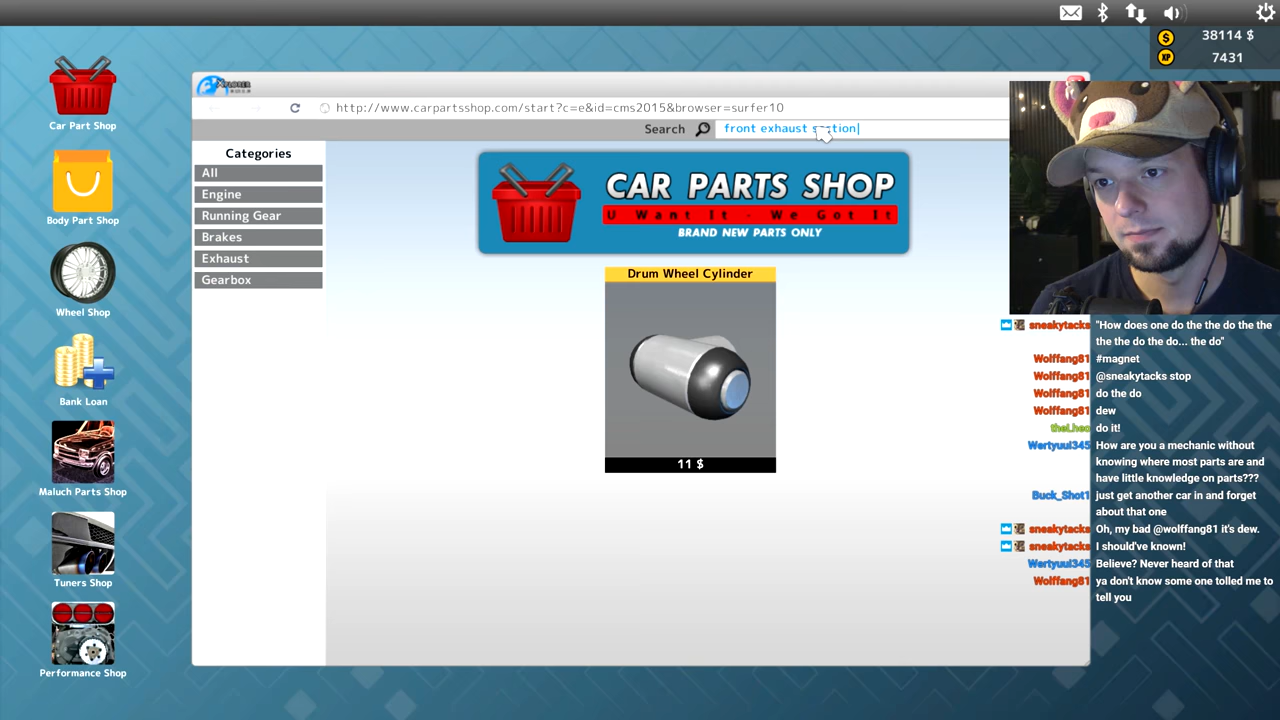 38114 $
7431
Car Part Shop
Body Part Shop
Wheel Shop
Bank Loan
Maluch Parts Shop
Tuners Shop
Performance Shop
http://www.carpartsshop.com/start?c=e&id=cms2015&browser=surfer10
Search
front exhaust section
Categories
All
Engine
Running Gear
Brakes
Exhaust
Gearbox
CAR PARTS SHOP
U Want It - We Got It
BRAND NEW PARTS ONLY
Drum Wheel Cylinder
11 $
sneakytacks "How does one do the the do the the
the the do the do... the do"
Wolffang81 #magnet
Wolffang81 @sneakytacks stop
Wolffang81 do the do
Wolffang81 dew
theLheo do it!
Wertyuui345 How are you a mechanic without
knowing where most parts are and
have little knowledge on parts???
Buck_Shot1 just get another car in and forget
about that one
sneakytacks Oh, my bad @wolffang81 it's dew.
sneakytacks I should've known!
Wertyuui345 Believe? Never heard of that
Wolffang81 ya don't know some one tolled me to
tell you